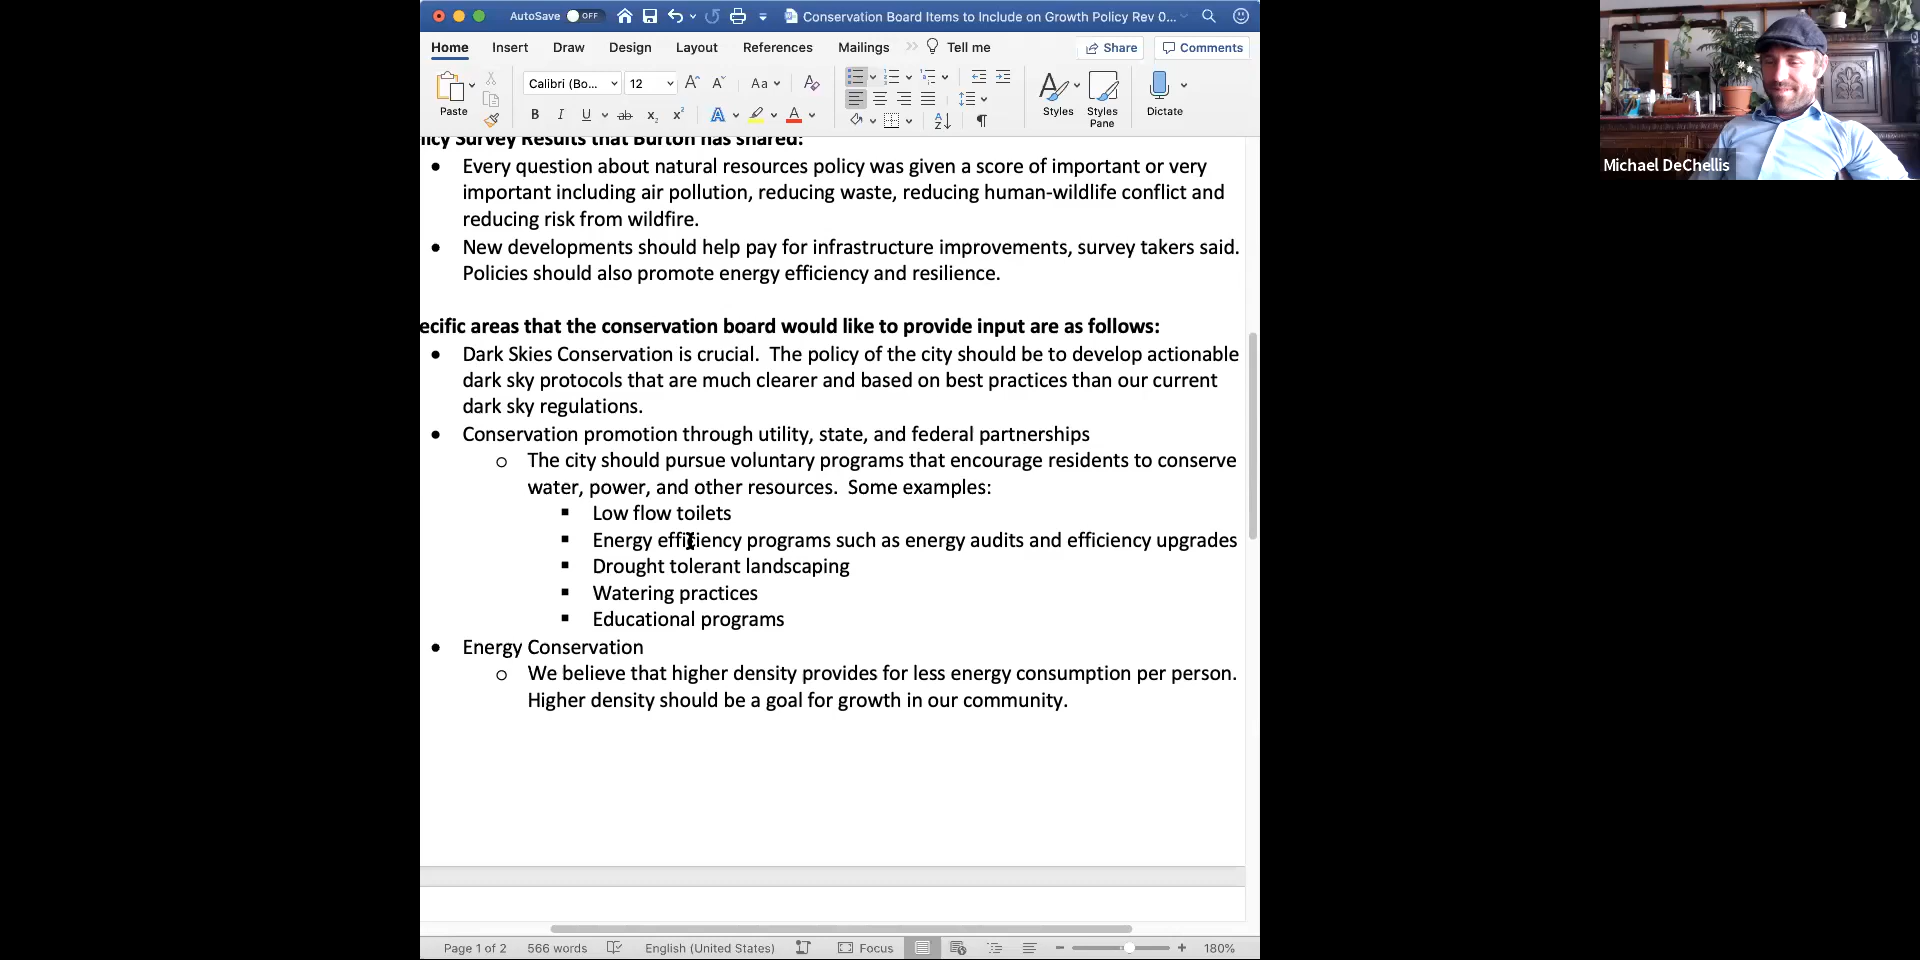 AutoSave OFF
Conservation Board Items to Include on Growth Policy Rev 0...
Home Insert Draw Design Layout References Mailings Tell me Share Comments
Calibri (Bo... 12
Paste Styles Styles Pane Dictate
licy Survey Results that Burton has shared:
Every question about natural resources policy was given a score of important or very
important including air pollution, reducing waste, reducing human-wildlife conflict and
reducing risk from wildfire.
New developments should help pay for infrastructure improvements, survey takers said.
Policies should also promote energy efficiency and resilience.
ecific areas that the conservation board would like to provide input are as follows:
Dark Skies Conservation is crucial. The policy of the city should be to develop actionable
dark sky protocols that are much clearer and based on best practices than our current
dark sky regulations.
Conservation promotion through utility, state, and federal partnerships
The city should pursue voluntary programs that encourage residents to conserve
water, power, and other resources. Some examples:
Low flow toilets
Energy efficiency programs such as energy audits and efficiency upgrades
Drought tolerant landscaping
Watering practices
Educational programs
Energy Conservation
We believe that higher density provides for less energy consumption per person.
Higher density should be a goal for growth in our community.
Page 1 of 2 566 words English (United States) Focus 180%
Michael DeChellis